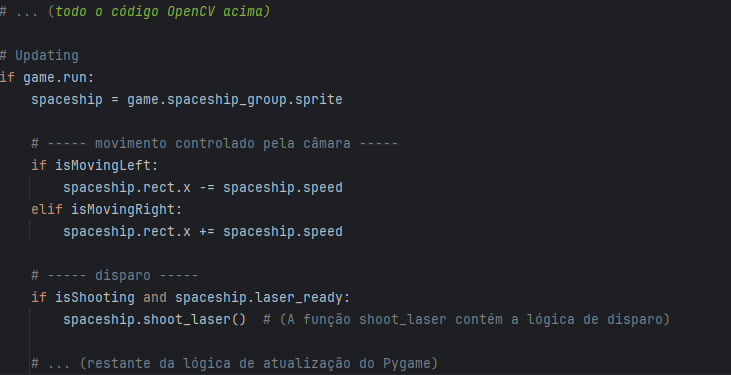 # ... (todo o código OpenCV acima)
# Updating
if game.run:
spaceship = game.spaceship_group.sprite
# ----- movimento controlado pela câmara -----
if isMovingLeft:
spaceship.rect.x -= spaceship.speed
elif isMovingRight:
spaceship.rect.x += spaceship.speed
# ----- disparo -----
if isShooting and spaceship.laser_ready:
spaceship.shoot_laser()  # (A função shoot_laser contém a lógica de disparo)
# ... (restante da lógica de atualização do Pygame)